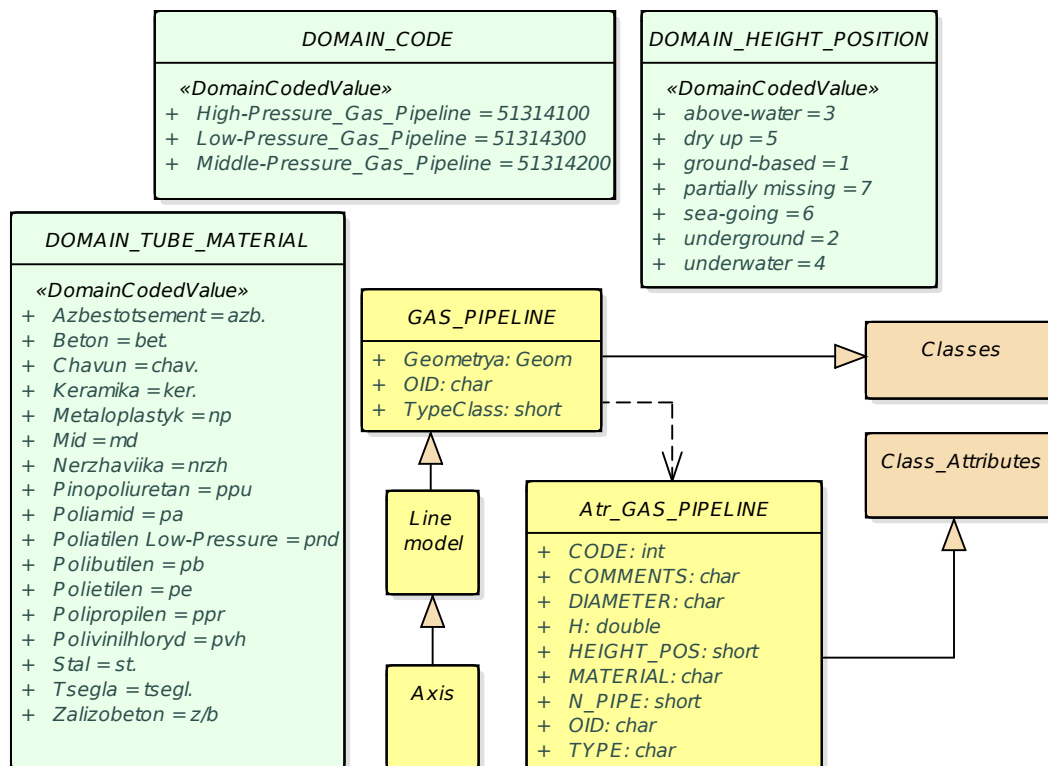 DOMAIN_CODE
«DomainCodedValue»
+ High-Pressure_Gas_Pipeline = 51314100
+ Low-Pressure_Gas_Pipeline = 51314300
+ Middle-Pressure_Gas_Pipeline = 51314200
DOMAIN_HEIGHT_POSITION
«DomainCodedValue»
+ above-water = 3
+ dry up = 5
+ ground-based = 1
+ partially missing = 7
+ sea-going = 6
+ underground = 2
+ underwater = 4
DOMAIN_TUBE_MATERIAL
«DomainCodedValue»
+ Azbestotsement = azb.
+ Beton = bet.
+ Chavun = chav.
+ Keramika = ker.
+ Metaloplastyk = np
+ Mid = md
+ Nerzhaviika = nrzh
+ Pinopoliuretan = ppu
+ Poliamid = pa
+ Poliatilen Low-Pressure = pnd
+ Polibutilen = pb
+ Polietilen = pe
+ Polipropilen = ppr
+ Polivinilhloryd = pvh
+ Stal = st.
+ Tsegla = tsegl.
+ Zalizobeton = z/b
GAS_PIPELINE
+ Geometrya: Geom
+ OID: char
+ TypeClass: short
Classes
Class_Attributes
Line
model
Axis
Atr_GAS_PIPELINE
+ CODE: int
+ COMMENTS: char
+ DIAMETER: char
+ H: double
+ HEIGHT_POS: short
+ MATERIAL: char
+ N_PIPE: short
+ OID: char
+ TYPE: char